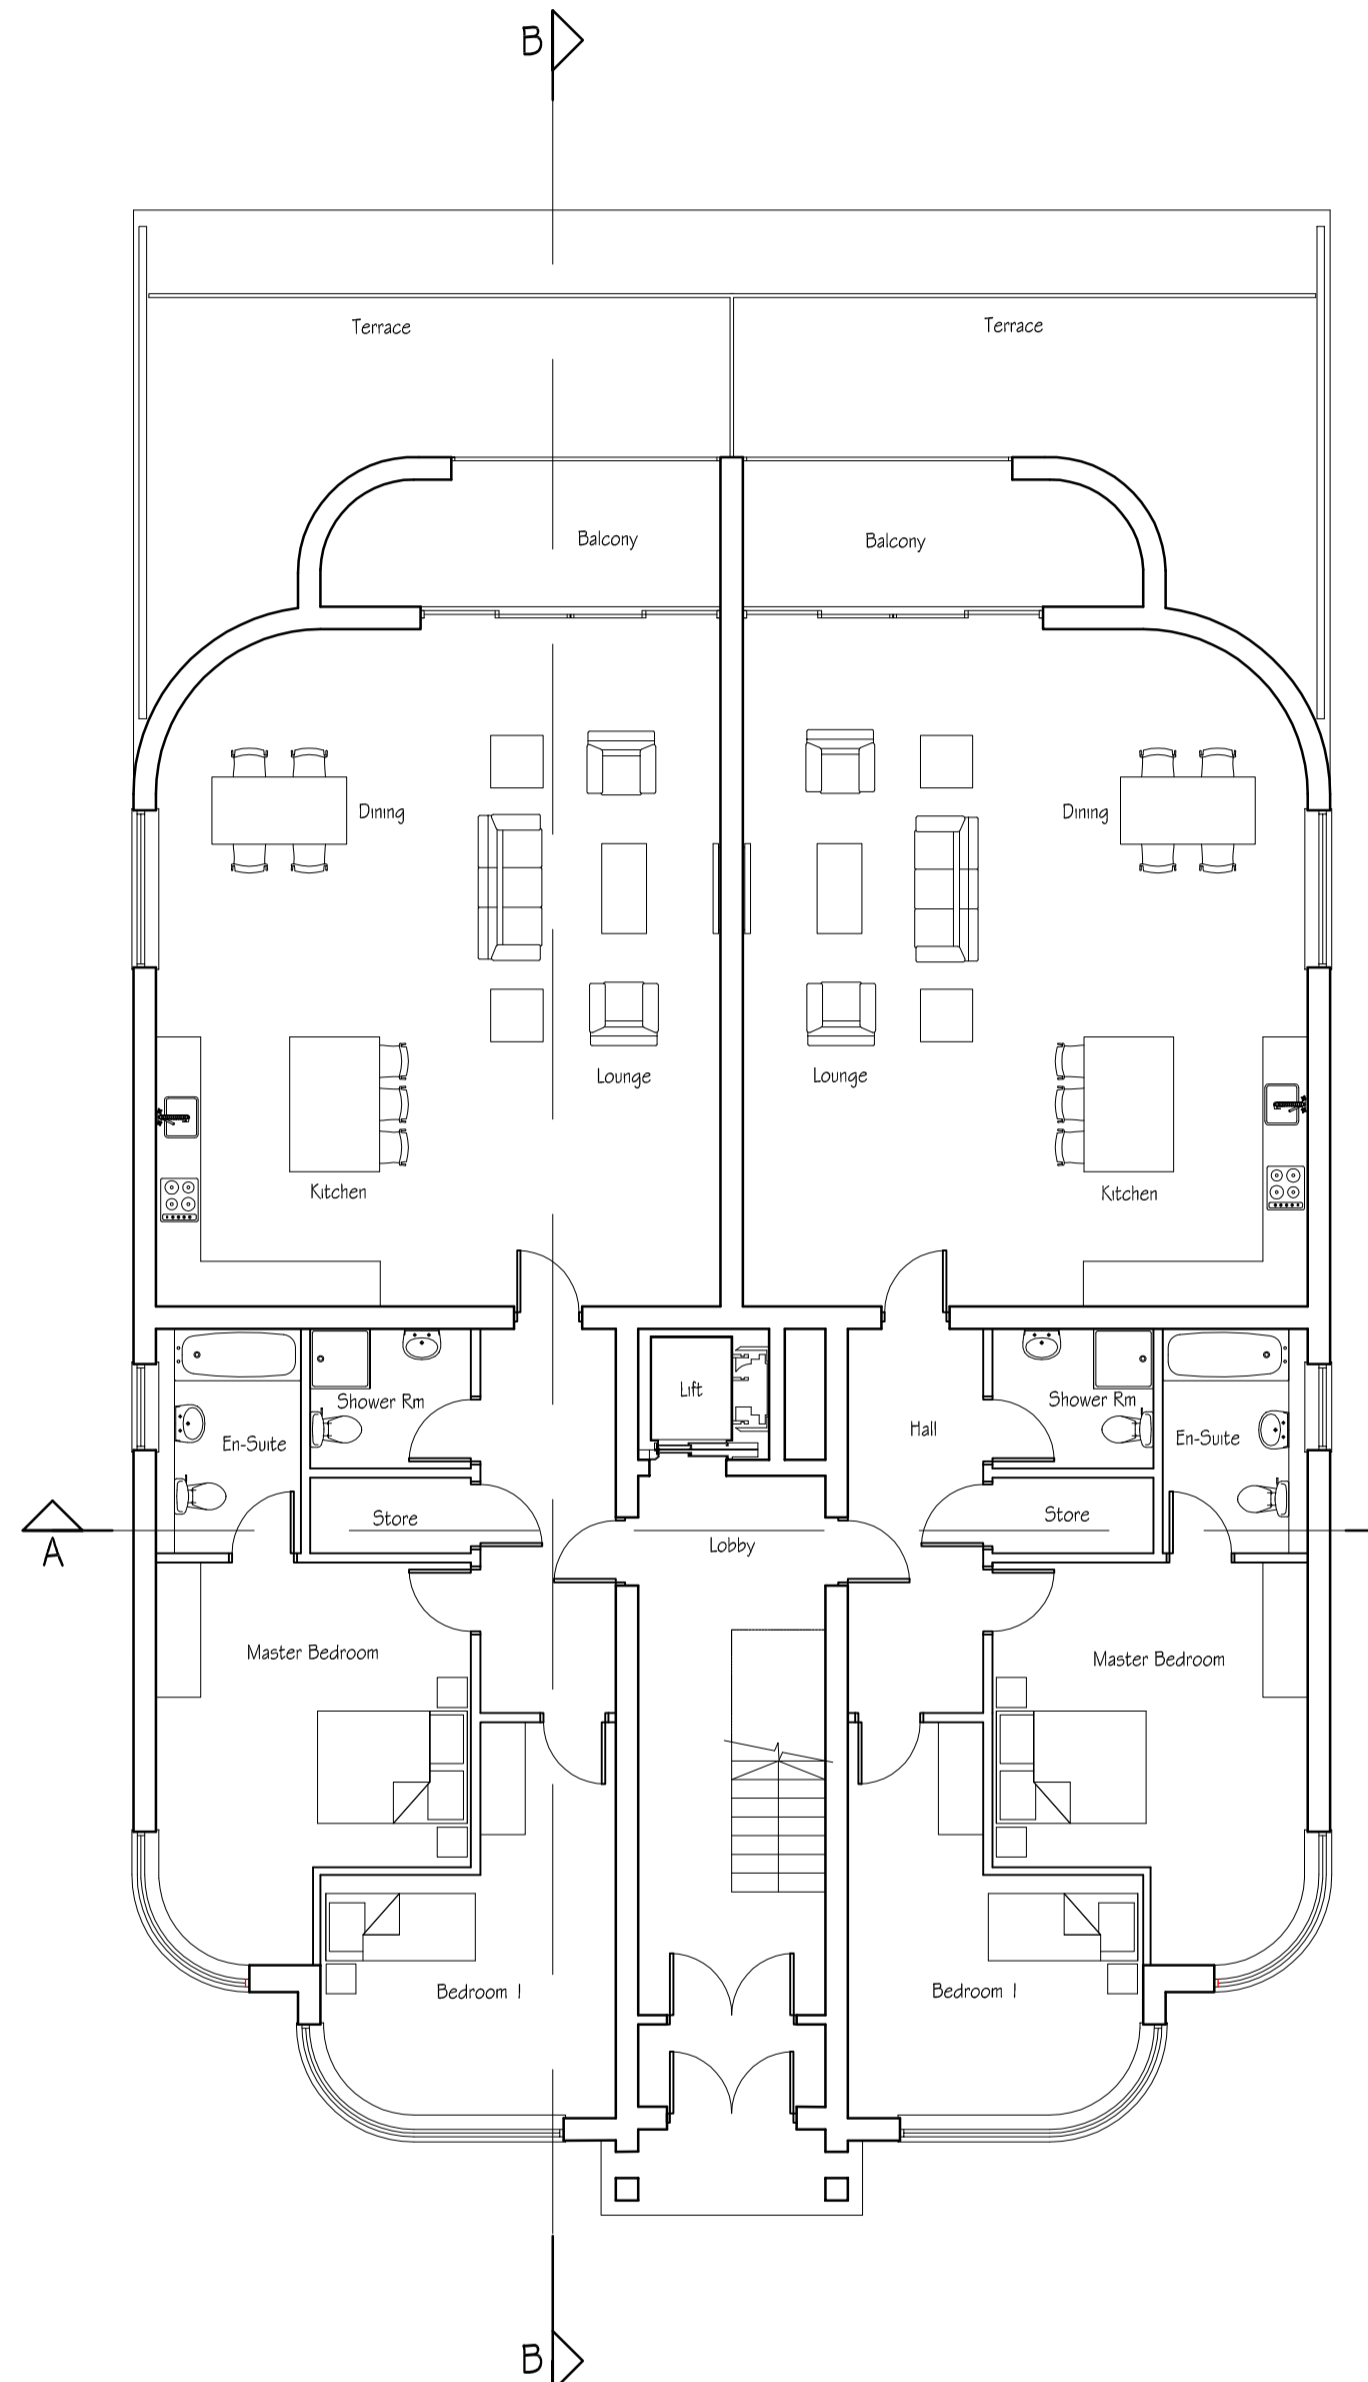 B
Terrace
Terrace
Balcony
Balcony
Dining
Dining
Lounge
Lounge
Kitchen
Kitchen
Lift
Shower Rm
Shower Rm
Hall
En-Suite
En-Suite
Store
Store
A
Lobby
Master Bedroom
Master Bedroom
Bedroom 1
Bedroom 1
B